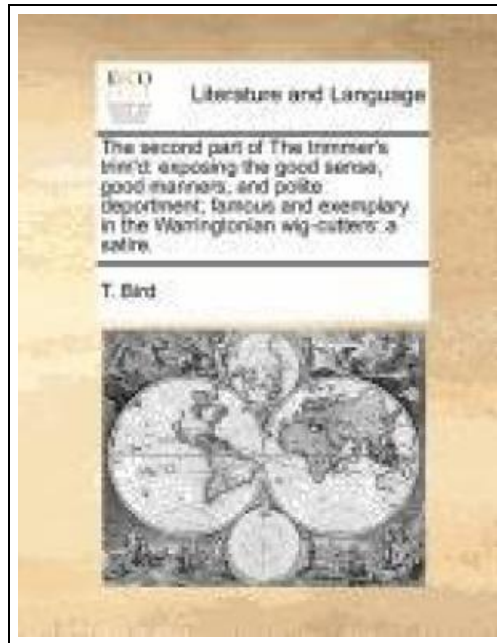 ECCO
Literature and Language
The second part of The trimmer's
trim'd: exposing the good sense,
good manners, and polite
deportment; famous and exemplary
in the Warringtonian wig-cutters: a
satire.
T. Bird